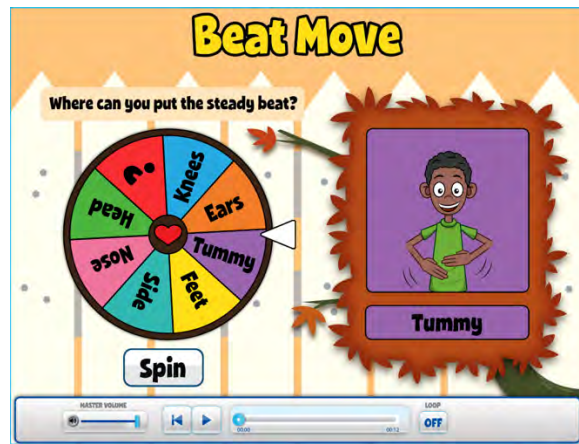 Beat Move
Where can you put the steady beat?
?
Knees
Ears
Tummy
Feet
Side
Nose
Head
Tummy
Spin
MASTER VOLUME
00:00
00:12
LOOP
OFF